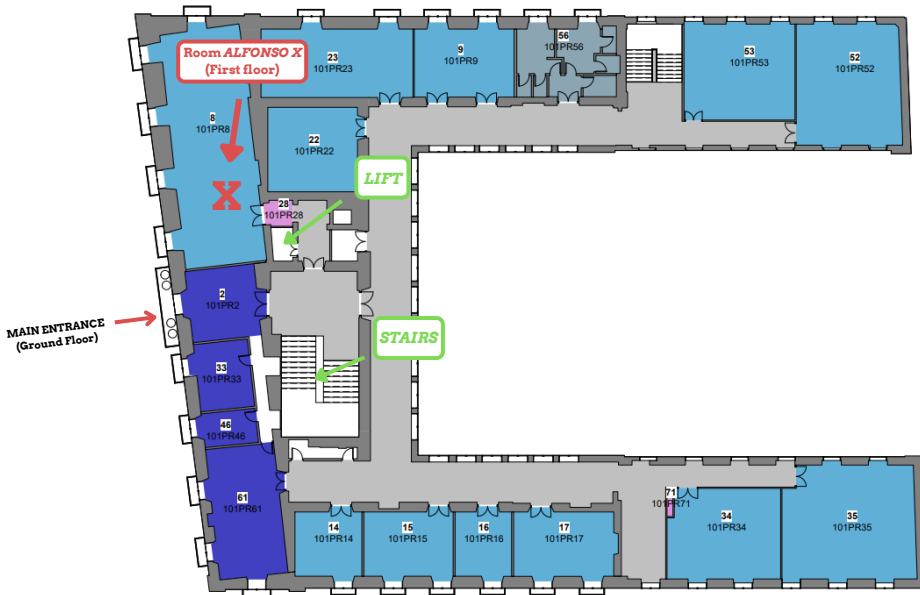 Room ALFONSO X
(First floor)
23
101PR23
9
101PR9
56
101PR56
53
101PR53
52
101PR52
8
101PR8
22
101PR22
LIFT
28
101PR28
2
101PR2
MAIN ENTRANCE
(Ground Floor)
STAIRS
33
101PR33
46
101PR46
61
101PR61
71
101PR71
14
101PR14
15
101PR15
16
101PR16
17
101PR17
34
101PR34
35
101PR35
X